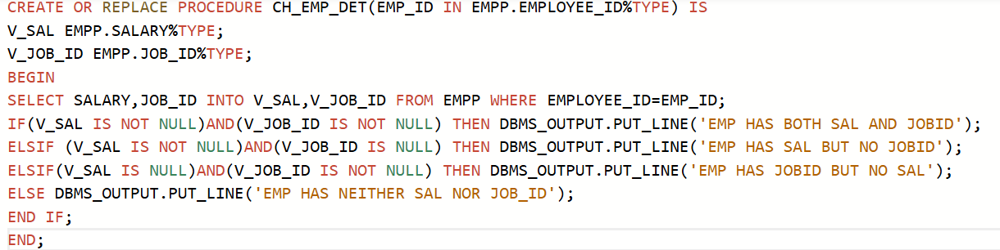 CREATE OR REPLACE PROCEDURE CH_EMP_DET(EMP_ID IN EMPP.EMPLOYEE_ID%TYPE) IS
V_SAL EMPP.SALARY%TYPE;
V_JOB_ID EMPP.JOB_ID%TYPE;
BEGIN
SELECT SALARY,JOB_ID INTO V_SAL,V_JOB_ID FROM EMPP WHERE EMPLOYEE_ID=EMP_ID;
IF(V_SAL IS NOT NULL)AND(V_JOB_ID IS NOT NULL) THEN DBMS_OUTPUT.PUT_LINE('EMP HAS BOTH SAL AND JOBID');
ELSIF (V_SAL IS NOT NULL)AND(V_JOB_ID IS NULL) THEN DBMS_OUTPUT.PUT_LINE('EMP HAS SAL BUT NO JOBID');
ELSIF(V_SAL IS NULL)AND(V_JOB_ID IS NOT NULL) THEN DBMS_OUTPUT.PUT_LINE('EMP HAS JOBID BUT NO SAL');
ELSE DBMS_OUTPUT.PUT_LINE('EMP HAS NEITHER SAL NOR JOB_ID');
END IF;
END;